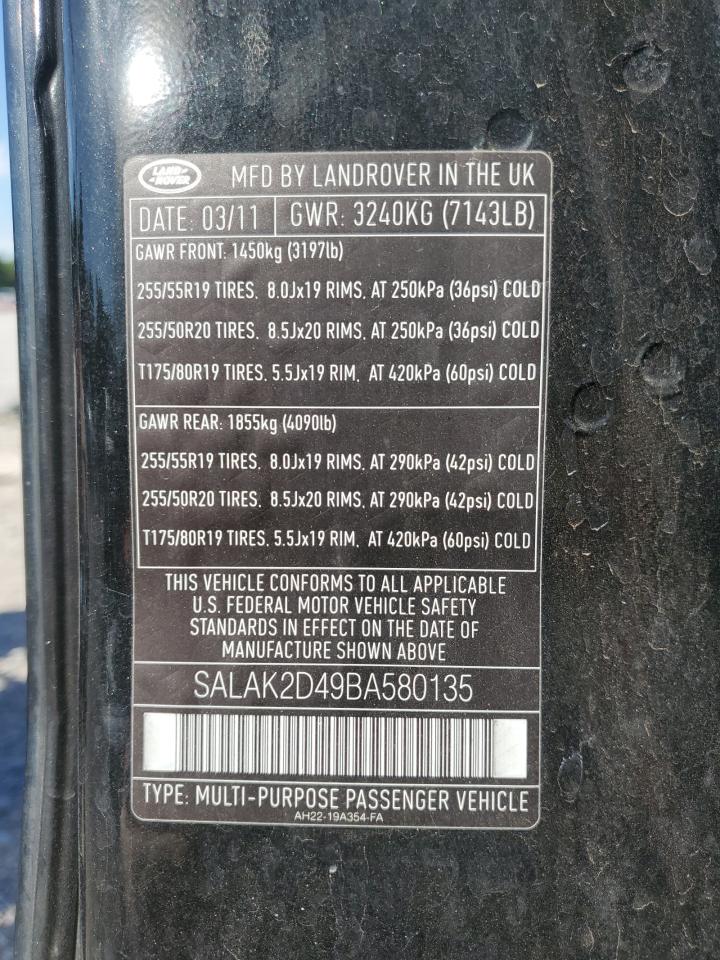 LAND ROVER MFD BY LANDROVER IN THE UK
DATE: 03/11 GWR: 3240KG (7143LB)
GAWR FRONT: 1450kg (3197lb)
255/55R19 TIRES, 8.0Jx19 RIMS, AT 250kPa (36psi) COLD
255/50R20 TIRES, 8.5Jx20 RIMS, AT 250kPa (36psi) COLD
T175/80R19 TIRES, 5.5Jx19 RIM, AT 420kPa (60psi) COLD
GAWR REAR: 1855kg (4090lb)
255/55R19 TIRES, 8.0Jx19 RIMS, AT 290kPa (42psi) COLD
255/50R20 TIRES, 8.5Jx20 RIMS, AT 290kPa (42psi) COLD
T175/80R19 TIRES, 5.5Jx19 RIM, AT 420kPa (60psi) COLD
THIS VEHICLE CONFORMS TO ALL APPLICABLE
U.S. FEDERAL MOTOR VEHICLE SAFETY
STANDARDS IN EFFECT ON THE DATE OF
MANUFACTURE SHOWN ABOVE
SALAK2D49BA580135
TYPE: MULTI-PURPOSE PASSENGER VEHICLE
AH22-19A354-FA